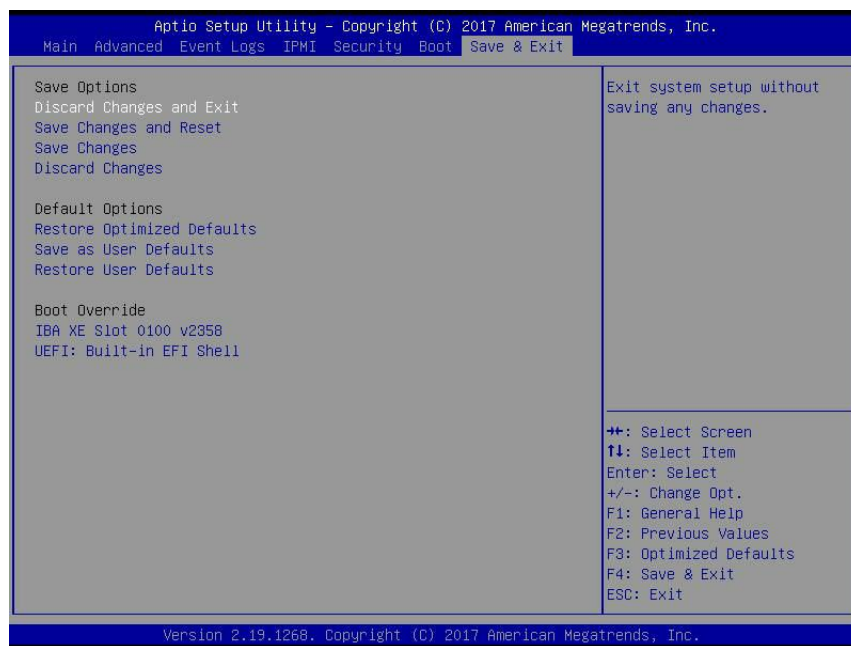 Aptio Setup Utility - Copyright (C) 2017 American Megatrends, Inc.
Main Advanced Event Logs IPMI Security Boot Save & Exit
Save Options
Discard Changes and Exit
Save Changes and Reset
Save Changes
Discard Changes
Default Options
Restore Optimized Defaults
Save as User Defaults
Restore User Defaults
Boot Override
IBA XE Slot 0100 v2358
UEFI: Built-in EFI Shell
Exit system setup without
saving any changes.
→←: Select Screen
↑↓: Select Item
Enter: Select
+/-: Change Opt.
F1: General Help
F2: Previous Values
F3: Optimized Defaults
F4: Save & Exit
ESC: Exit
Version 2.19.1268. Copyright (C) 2017 American Megatrends, Inc.